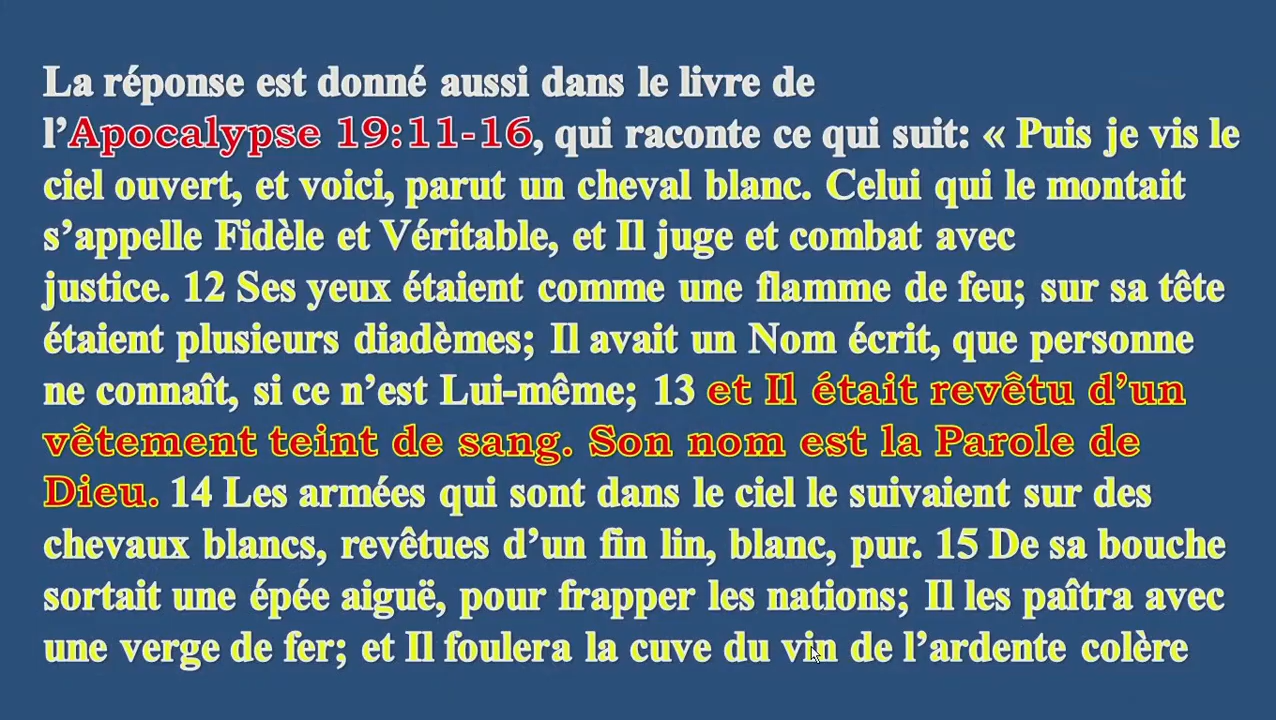 La réponse est donné aussi dans le livre de
l’Apocalypse 19:11-16, qui raconte ce qui suit: « Puis je vis le
ciel ouvert, et voici, parut un cheval blanc. Celui qui le montait
s’appelle Fidèle et Véritable, et Il juge et combat avec
justice. 12 Ses yeux étaient comme une flamme de feu; sur sa tête
étaient plusieurs diadèmes; Il avait un Nom écrit, que personne
ne connaît, si ce n’est Lui-même; 13 et Il était revêtu d’un
vêtement teint de sang. Son nom est la Parole de
Dieu. 14 Les armées qui sont dans le ciel le suivaient sur des
chevaux blancs, revêtues d’un fin lin, blanc, pur. 15 De sa bouche
sortait une épée aiguë, pour frapper les nations; Il les paîtra avec
une verge de fer; et Il foulera la cuve du vin de l’ardente colère